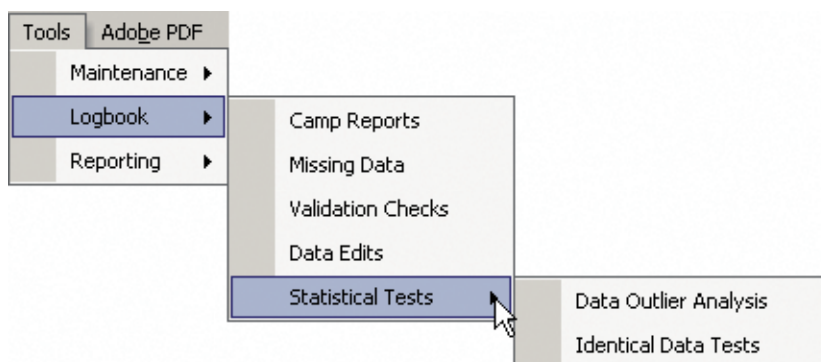 Tools Adobe PDF
Maintenance
Logbook
Reporting
Camp Reports
Missing Data
Validation Checks
Data Edits
Statistical Tests
Data Outlier Analysis
Identical Data Tests